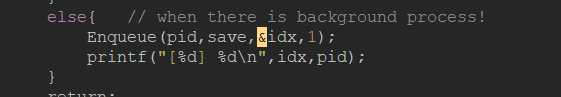 }
else{   // when there is background process!
Enqueue(pid,save,&idx,1);
printf("[%d] %d\n",idx,pid);
}
return;